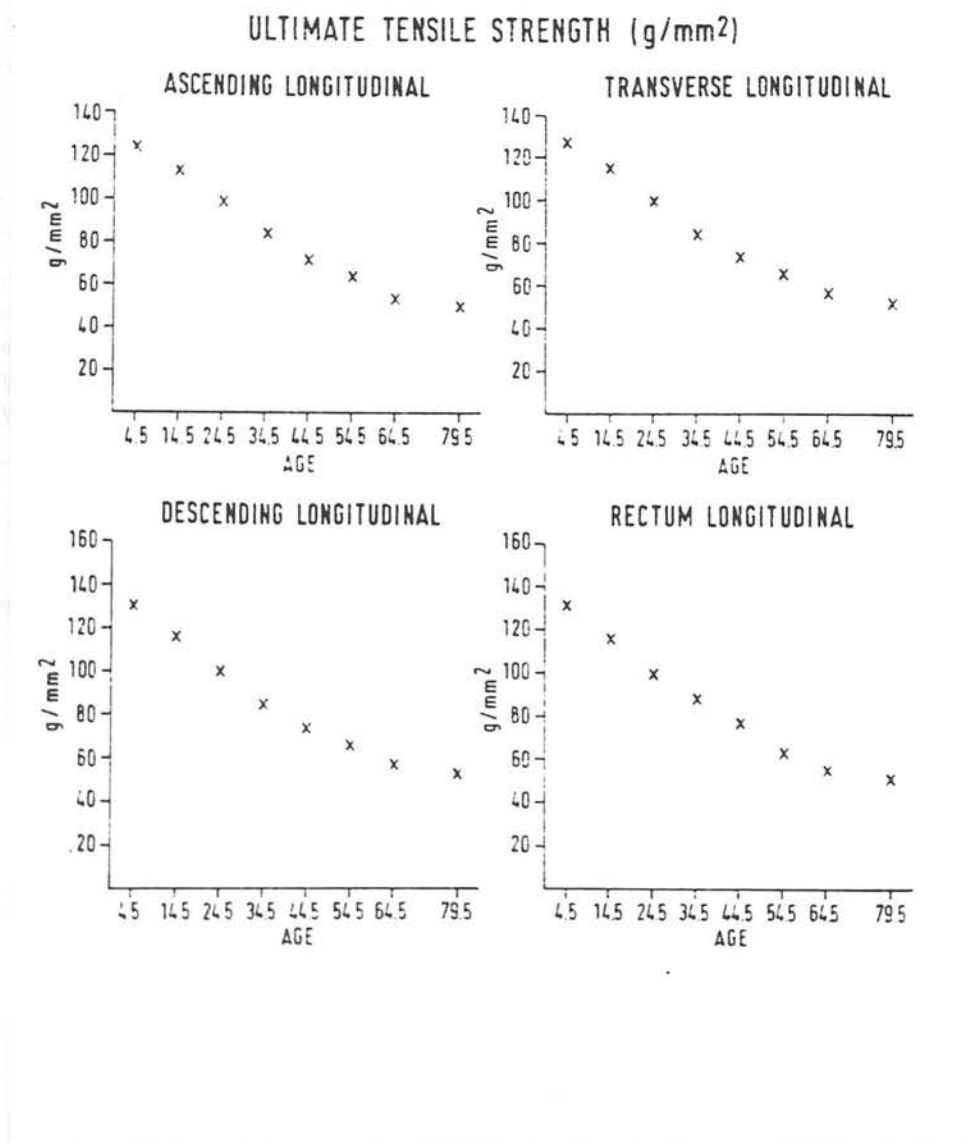 ULTIMATE TENSILE STRENGTH (g/mm2)
ASCENDING LONGITUDINAL
140
120
100
80
60
40
20
g/mm2
4.5 14.5 24.5 34.5 44.5 54.5 64.5 79.5
AGE
TRANSVERSE LONGITUDINAL
140
120
100
80
60
40
20
g/mm2
4.5 14.5 24.5 34.5 44.5 54.5 64.5 79.5
AGE
DESCENDING LONGITUDINAL
160
140
120
100
80
60
40
20
g/mm2
4.5 14.5 24.5 34.5 44.5 54.5 64.5 79.5
AGE
RECTUM LONGITUDINAL
160
140
120
100
80
60
40
20
g/mm2
4.5 14.5 24.5 34.5 44.5 54.5 64.5 79.5
AGE